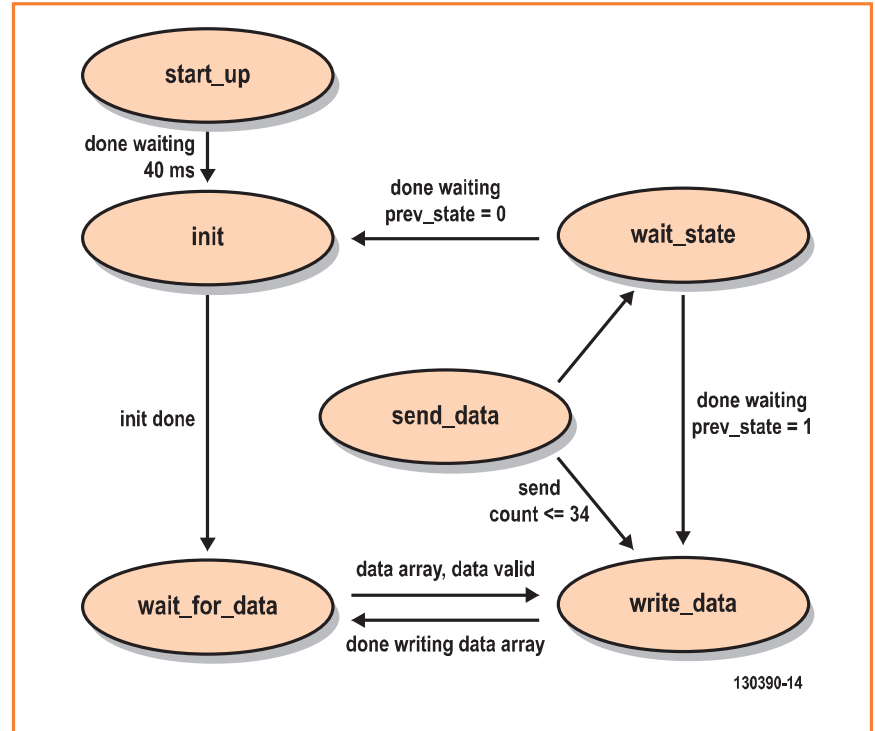 start_up
done waiting
40 ms
done waiting
prev_state = 0
init
wait_state
send_data
init done
done waiting
prev_state = 1
send
count <= 34
wait_for_data
data array, data valid
write_data
done writing data array
130390-14